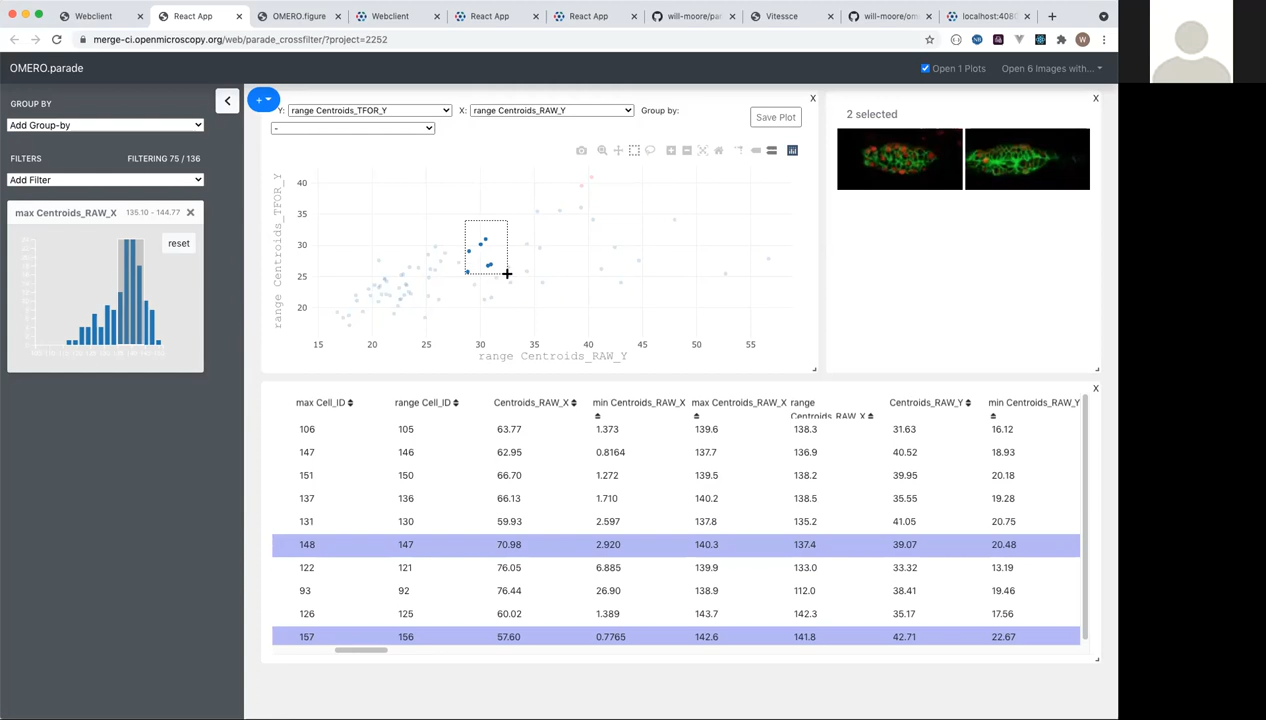 Webclient
React App
OMERO.figure
Webclient
React App
React App
will-moore/pa
Vitessce
will-moore/om
localhost:4080
merge-ci.openmicroscopy.org/web/parade_crossfilter/?project=2252
W
OMERO.parade
Open 1 Plots
Open 6 Images with...
GROUP BY
Add Group-by
FILTERS FILTERING 75 / 136
Add Filter
max Centroids_RAW_X 135.10 - 144.77
reset
Y: range Centroids_TFOR_Y X: range Centroids_RAW_Y Group by:
-
Save Plot
X
range Centroids_TFOR_Y
40
35
30
25
20
15 20 25 30 35 40 45 50 55
range Centroids_RAW_Y
X
2 selected
X
max Cell_ID range Cell_ID Centroids_RAW_X min Centroids_RAW_X max Centroids_RAW_X range Centroids_RAW_X Centroids_RAW_Y min Centroids_RAW_Y
106 105 63.77 1.373 139.6 138.3 31.63 16.12
147 146 62.95 0.8164 137.7 136.9 40.52 18.93
151 150 66.70 1.272 139.5 138.2 39.95 20.18
137 136 66.13 1.710 140.2 138.5 35.55 19.28
131 130 59.93 2.597 137.8 135.2 41.05 20.75
148 147 70.98 2.920 140.3 137.4 39.07 20.48
122 121 76.05 6.885 139.9 133.0 33.32 13.19
93 92 76.44 26.90 138.9 112.0 38.41 19.46
126 125 60.02 1.389 143.7 142.3 35.17 17.56
157 156 57.60 0.7765 142.6 141.8 42.71 22.67